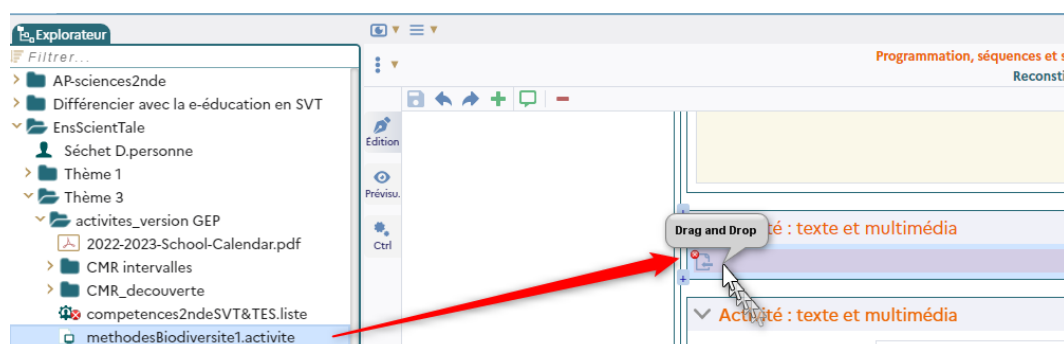 Explorateur
Filtrer...
AP-sciences2nde
Différencier avec la e-éducation en SVT
EnsScientTale
Séchet D.personne
Thème 1
Thème 3
activites_version GEP
2022-2023-School-Calendar.pdf
CMR intervalles
CMR_decouverte
competences2ndeSVT&TES.liste
methodesBiodiversite1.activite
Programmation, séquences et s
Reconsti
Édition
Prévisu.
Ctrl
Drag and Drop
té : texte et multimédia
Activité : texte et multimédia